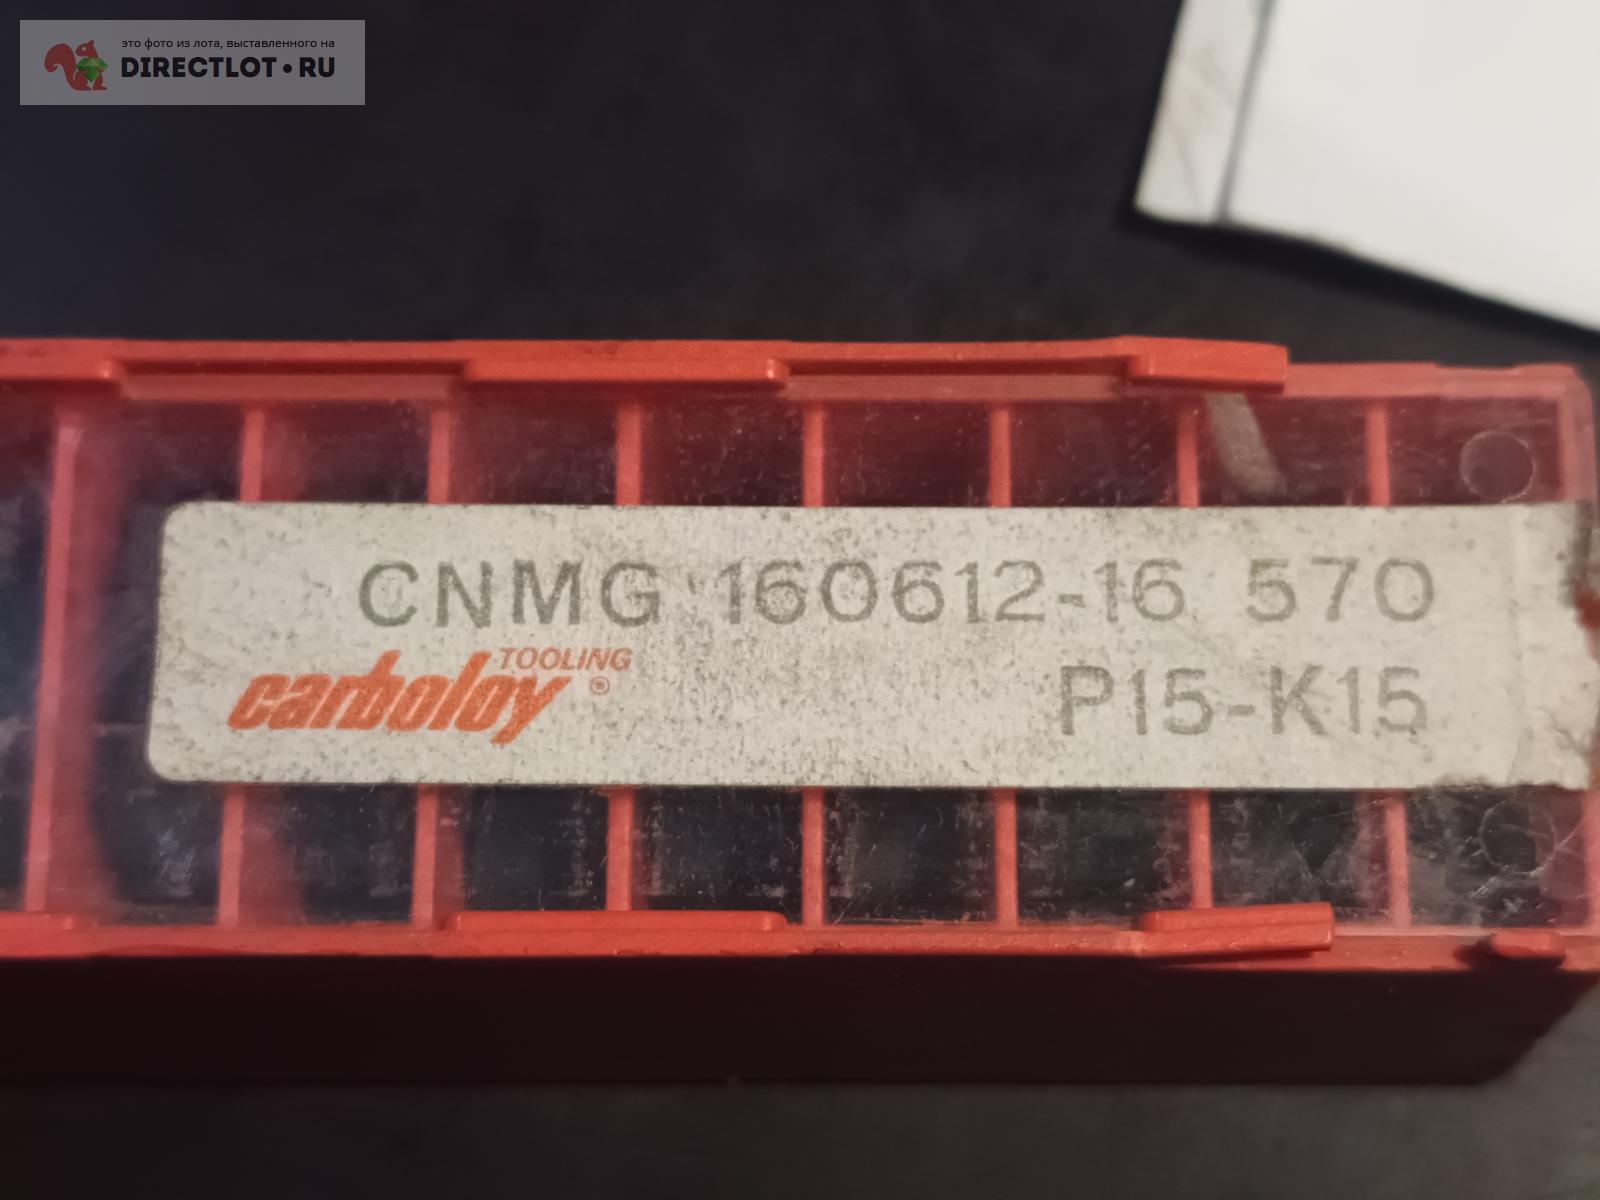 это фото из лота, выставленного на
DIRECTLOT•RU
CNMG 160612-16 570
TOOLING
carboloy ®
P15-K15